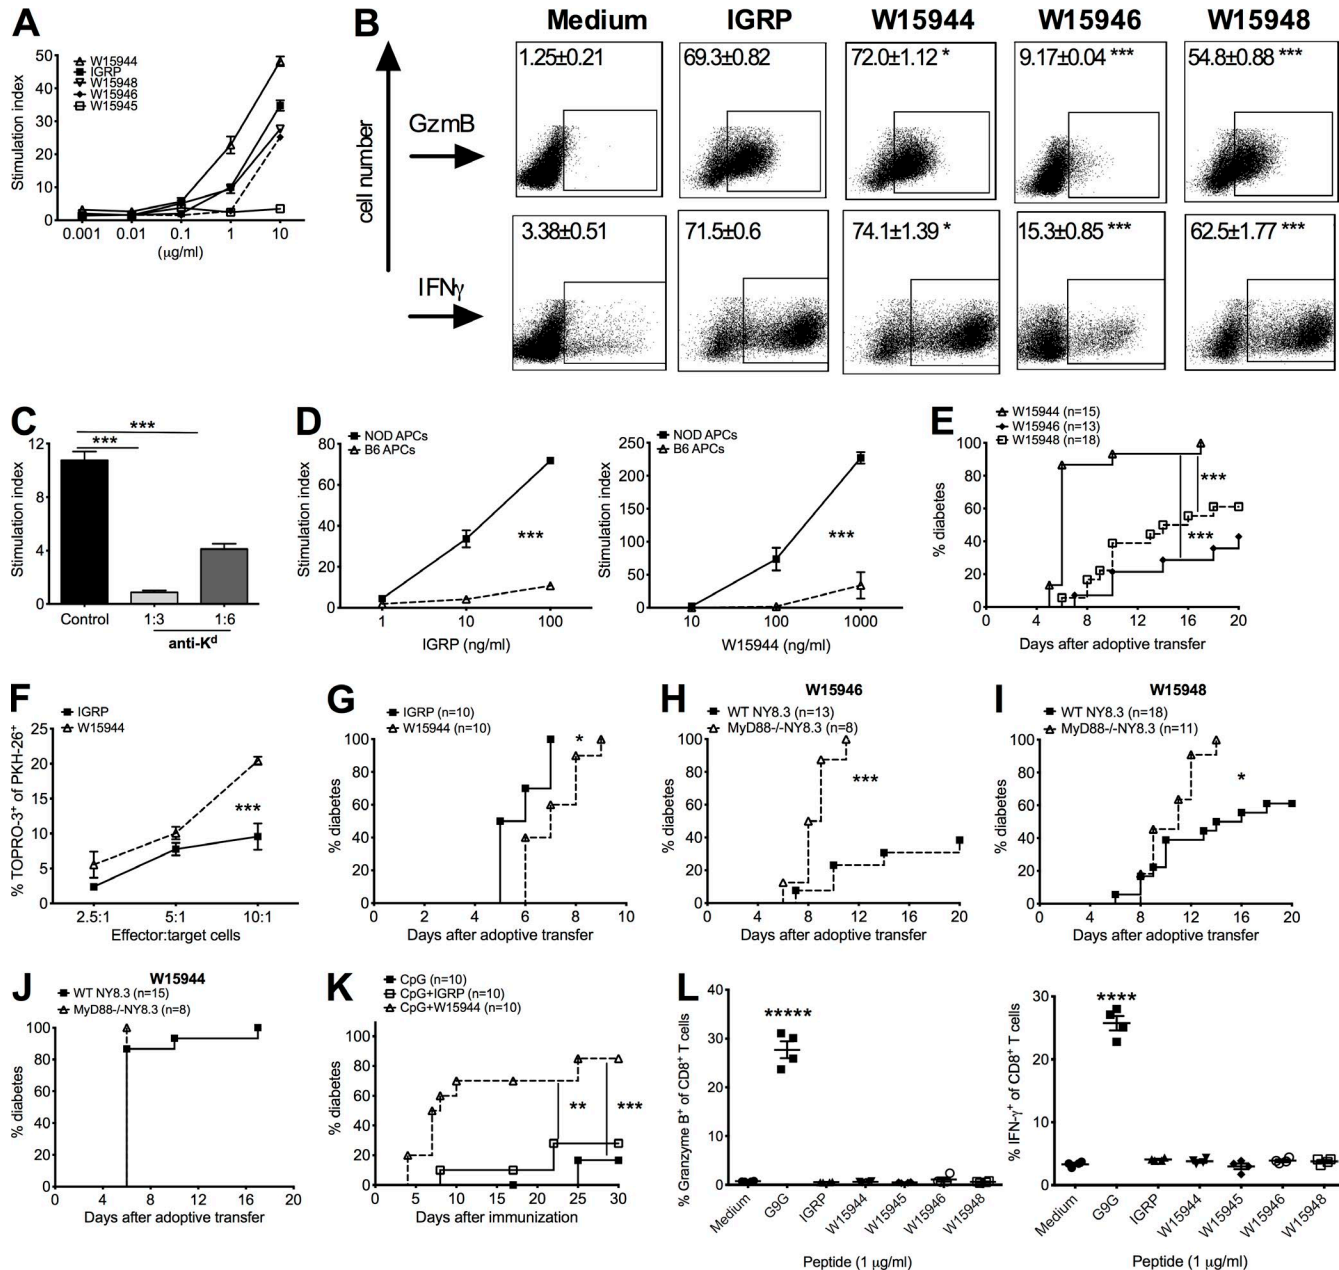 A
Stimulation index
50
40
30
20
10
0
W15944
IGRP
W15948
W15946
W15945
0.001 0.01 0.1 1 10
(µg/ml)
B
Medium IGRP W15944 W15946 W15948
cell number
GzmB
1.25±0.21 69.3±0.82 72.0±1.12 * 9.17±0.04 *** 54.8±0.88 ***
IFNγ
3.38±0.51 71.5±0.6 74.1±1.39 * 15.3±0.85 *** 62.5±1.77 ***
C
Stimulation index
12
8
4
0
***
***
Control 1:3 1:6
anti-Kᵈ
D
Stimulation index
80
60
40
20
0
NOD APCs
B6 APCs
***
1 10 100
IGRP (ng/ml)
Stimulation index
250
200
150
100
50
0
NOD APCs
B6 APCs
***
10 100 1000
W15944 (ng/ml)
E
W15944 (n=15)
W15946 (n=13)
W15948 (n=18)
% diabetes
100
80
60
40
20
0
***
***
0 4 8 12 16 20
Days after adoptive transfer
F
IGRP
W15944
% TOPRO-3⁺ of PKH-26⁺
25
20
15
10
5
0
***
2.5:1 5:1 10:1
Effector:target cells
G
IGRP (n=10)
W15944 (n=10)
% diabetes
100
80
60
40
20
0
*
0 2 4 6 8 10
Days after adoptive transfer
H
W15946
WT NY8.3 (n=13)
MyD88-/-NY8.3 (n=8)
% diabetes
100
80
60
40
20
0
***
0 4 8 12 16 20
Days after adoptive transfer
I
W15948
WT NY8.3 (n=18)
MyD88-/-NY8.3 (n=11)
% diabetes
100
80
60
40
20
0
*
0 4 8 12 16 20
Days after adoptive transfer
J
W15944
WT NY8.3 (n=15)
MyD88-/-NY8.3 (n=8)
% diabetes
100
80
60
40
20
0
0 4 8 12 16 20
Days after adoptive transfer
K
CpG (n=10)
CpG+IGRP (n=10)
CpG+W15944 (n=10)
% diabetes
100
80
60
40
20
0
**
***
0 5 10 15 20 25 30
Days after immunization
L
% Granzyme B⁺ of CD8⁺ T cells
40
30
20
10
0
*****
Medium G9G IGRP W15944 W15945 W15946 W15948
Peptide (1 µg/ml)
% IFN-γ⁺ of CD8⁺ T cells
30
20
10
0
****
Medium G9G IGRP W15944 W15945 W15946 W15948
Peptide (1 µg/ml)